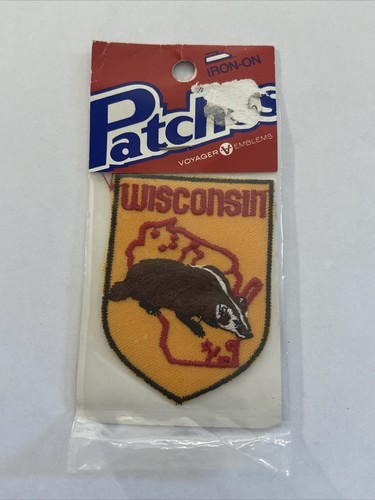 IRON-ON
Patches
VOYAGER EMBLEMS
WISCONSIN